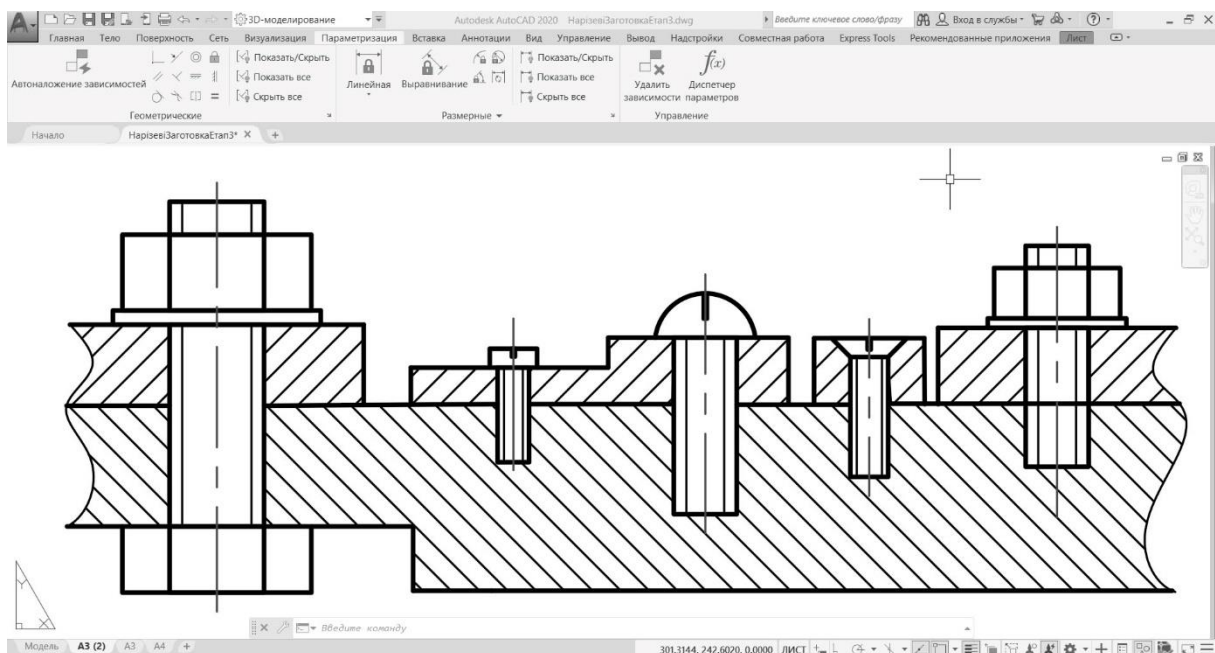 3D-моделирование
Autodesk AutoCAD 2020 НарізевіЗаготовкаЕтап3.dwg
Введите ключевое слово/фразу
Вход в службы
Главная Тело Поверхность Сеть Визуализация Параметризация Вставка Аннотации Вид Управление Вывод Надстройки Совместная работа Express Tools Рекомендованные приложения Лист
Автоналожение зависимостей
Показать/Скрыть
Показать все
Скрыть все
Геометрические
Линейная
Выравнивание
Показать/Скрыть
Показать все
Скрыть все
Размерные
Удалить зависимости
f(x)
Диспетчер параметров
Управление
Начало
НарізевіЗаготовкаЕтап3*
Y
X
Введите команду
Модель A3 (2) A3 A4 +
301.3144, 242.6020, 0.0000 ЛИСТ